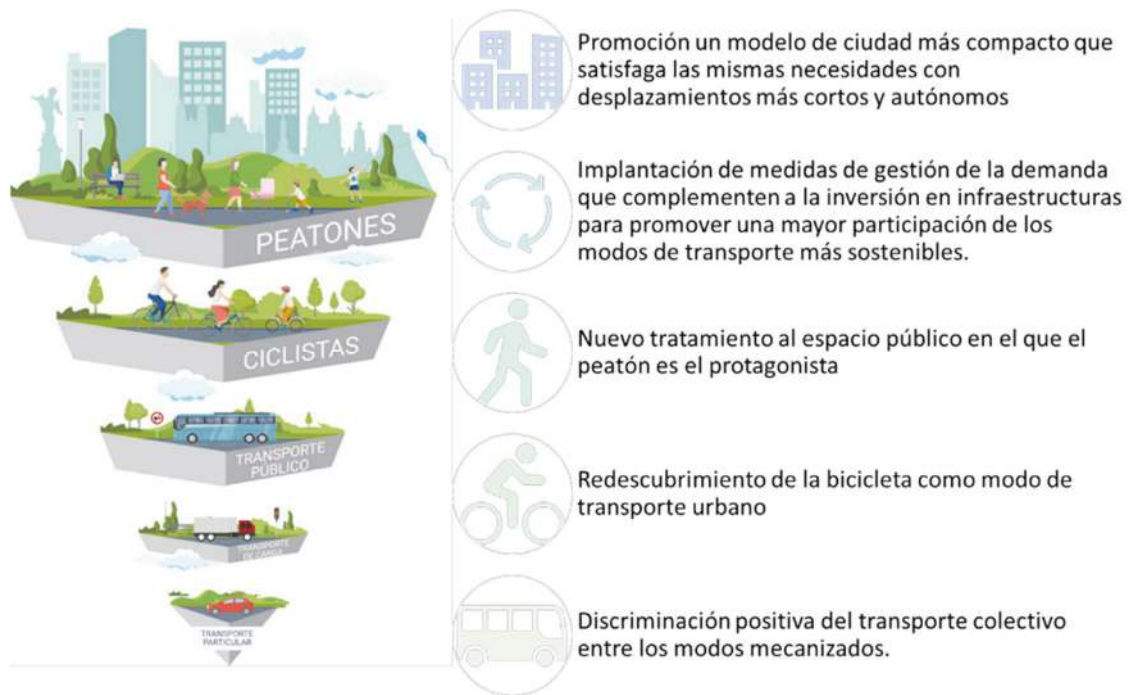 PEATONES
CICLISTAS
TRANSPORTE
PÚBLICO
TRANSPORTE
DE CARGA
TRANSPORTE
PARTICULAR
Promoción un modelo de ciudad más compacto que
satisfaga las mismas necesidades con
desplazamientos más cortos y autónomos
Implantación de medidas de gestión de la demanda
que complementen a la inversión en infraestructuras
para promover una mayor participación de los
modos de transporte más sostenibles.
Nuevo tratamiento al espacio público en el que el
peatón es el protagonista
Redescubrimiento de la bicicleta como modo de
transporte urbano
Discriminación positiva del transporte colectivo
entre los modos mecanizados.